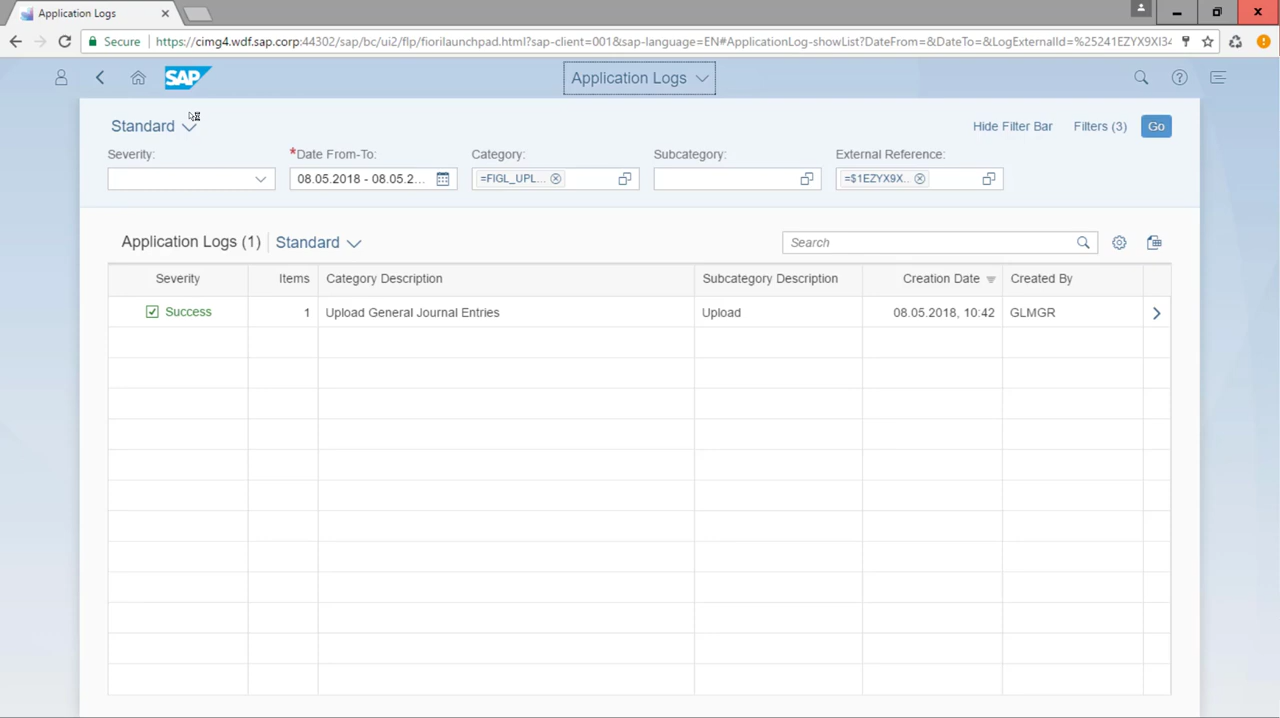 Application Logs
Secure https://cimg4.wdf.sap.corp:44302/sap/bc/ui2/flp/fiorilaunchpad.html?sap-client=001&sap-language=EN#ApplicationLog-showList?DateFrom=&DateTo=&LogExternalId=%25241EZYX9XI34
SAP Application Logs
Standard Hide Filter Bar Filters (3) Go
Severity: *Date From-To: Category: Subcategory: External Reference:
08.05.2018 - 08.05.2... =FIGL_UPL... =$1EZYX9X...
Application Logs (1) Standard Search
Severity Items Category Description Subcategory Description Creation Date Created By
Success 1 Upload General Journal Entries Upload 08.05.2018, 10:42 GLMGR